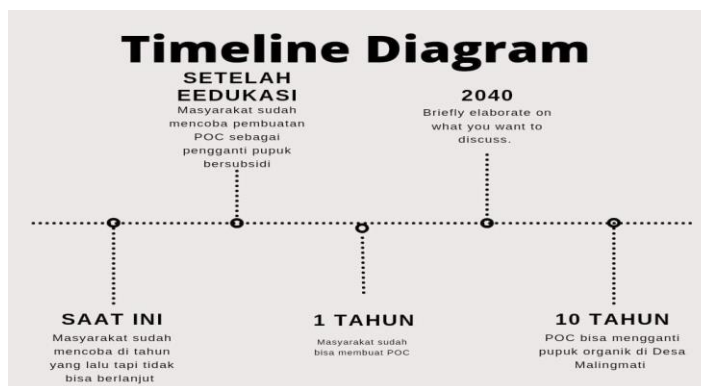 Timeline Diagram
SETELAH
EEDUKASI
Masyarakat sudah
mencoba pembuatan
POC sebagai
pengganti pupuk
bersubsidi
2040
Briefly elaborate on
what you want to
discuss.
SAAT INI
Masyarakat sudah
mencoba di tahun
yang lalu tapi tidak
bisa berlanjut
1 TAHUN
Masyarakat sudah
bisa membuat POC
10 TAHUN
POC bisa mengganti
pupuk organik di Desa
Malingmati